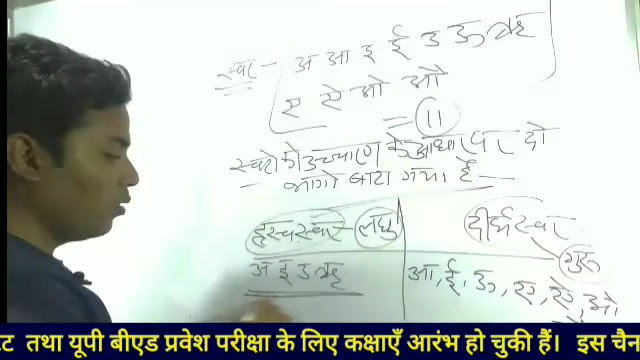 स्वर - अ आ इ ई उ ऊ ऋ
ए ऐ ओ औ
= 11
स्वरो को उच्चारण के आधार पर दो
भागो बाटा गया है -
ह्रस्व स्वर - लघु दीर्घ स्वर - गुरू
अ इ उ ऋ आ, ई, ऊ, ए, ऐ, ओ,
तथा यूपी बीएड प्रवेश परीक्षा के लिए कक्षाएँ आरंभ हो चुकी हैं। इस